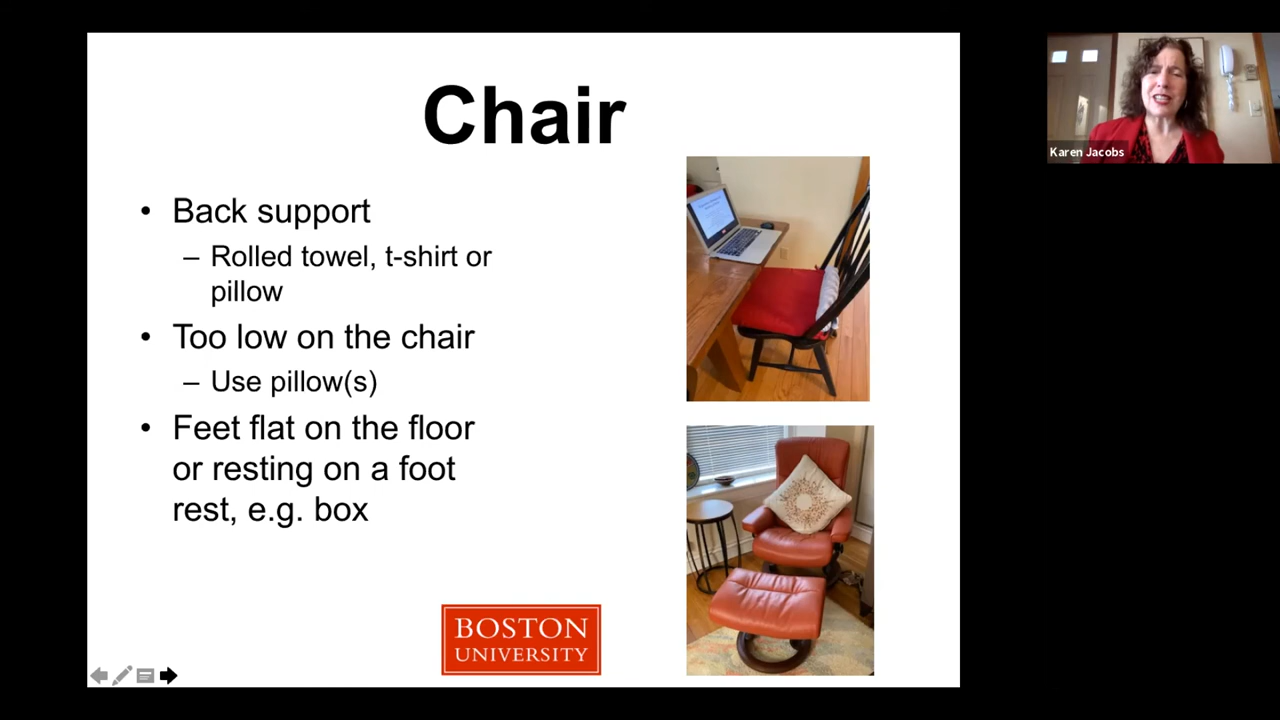 Chair
• Back support
– Rolled towel, t-shirt or
pillow
• Too low on the chair
– Use pillow(s)
• Feet flat on the floor
or resting on a foot
rest, e.g. box
BOSTON
UNIVERSITY
Karen Jacobs